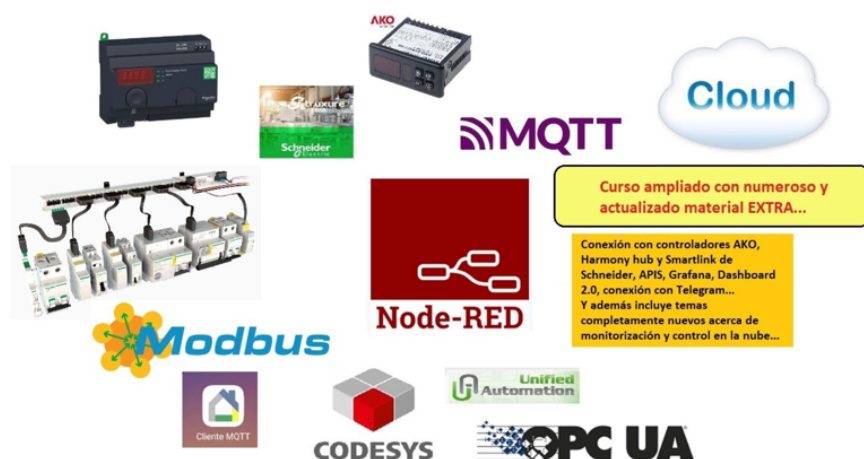 AKO
Cloud
EcoStruxure
Schneider
Electric
MQTT
Curso ampliado con numeroso y
actualizado material EXTRA...
Conexión con controladores AKO,
Harmony hub y Smartlink de
Schneider, APIS, Grafana, Dashboard
2.0, conexión con Telegram...
Y además incluye temas
completamente nuevos acerca de
monitorización y control en la nube...
Node-RED
Modbus
Cliente MQTT
CODESYS
Unified
Automation
OPC UA